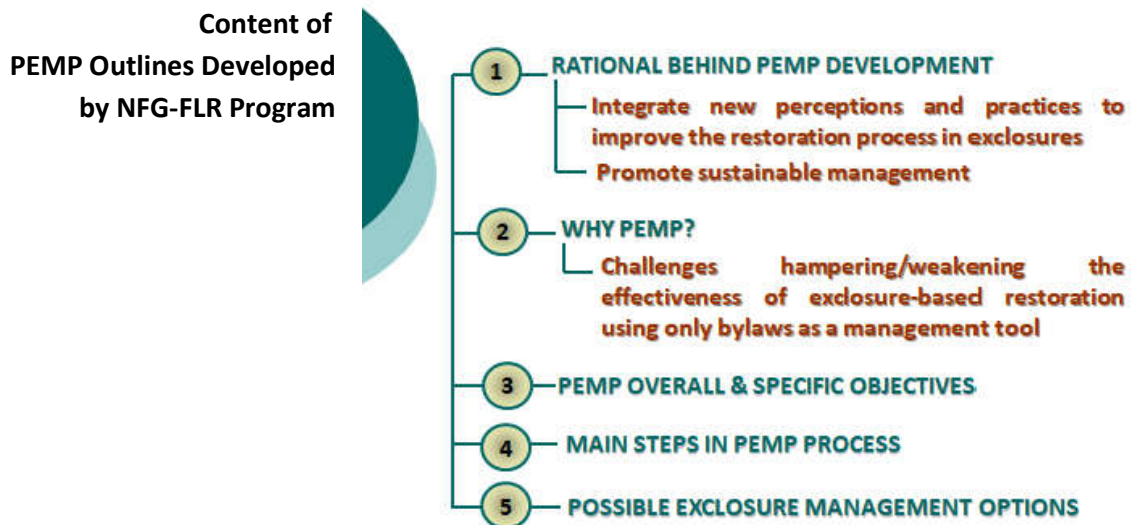 Content of
PEMP Outlines Developed
by NFG-FLR Program
1 RATIONAL BEHIND PEMP DEVELOPMENT
Integrate new perceptions and practices to
improve the restoration process in exclosures
Promote sustainable management
2 WHY PEMP?
Challenges hampering/weakening the
effectiveness of exclosure-based restoration
using only bylaws as a management tool
3 PEMP OVERALL & SPECIFIC OBJECTIVES
4 MAIN STEPS IN PEMP PROCESS
5 POSSIBLE EXCLOSURE MANAGEMENT OPTIONS